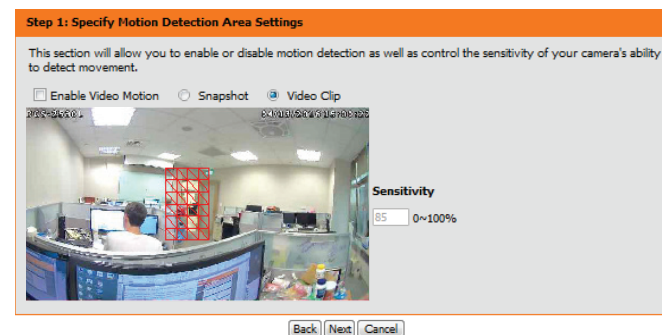 Step 1: Specify Motion Detection Area Settings
This section will allow you to enable or disable motion detection as well as control the sensitivity of your camera's ability
to detect movement.
Enable Video Motion Snapshot Video Clip
Sensitivity
85 0~100%
Back Next Cancel